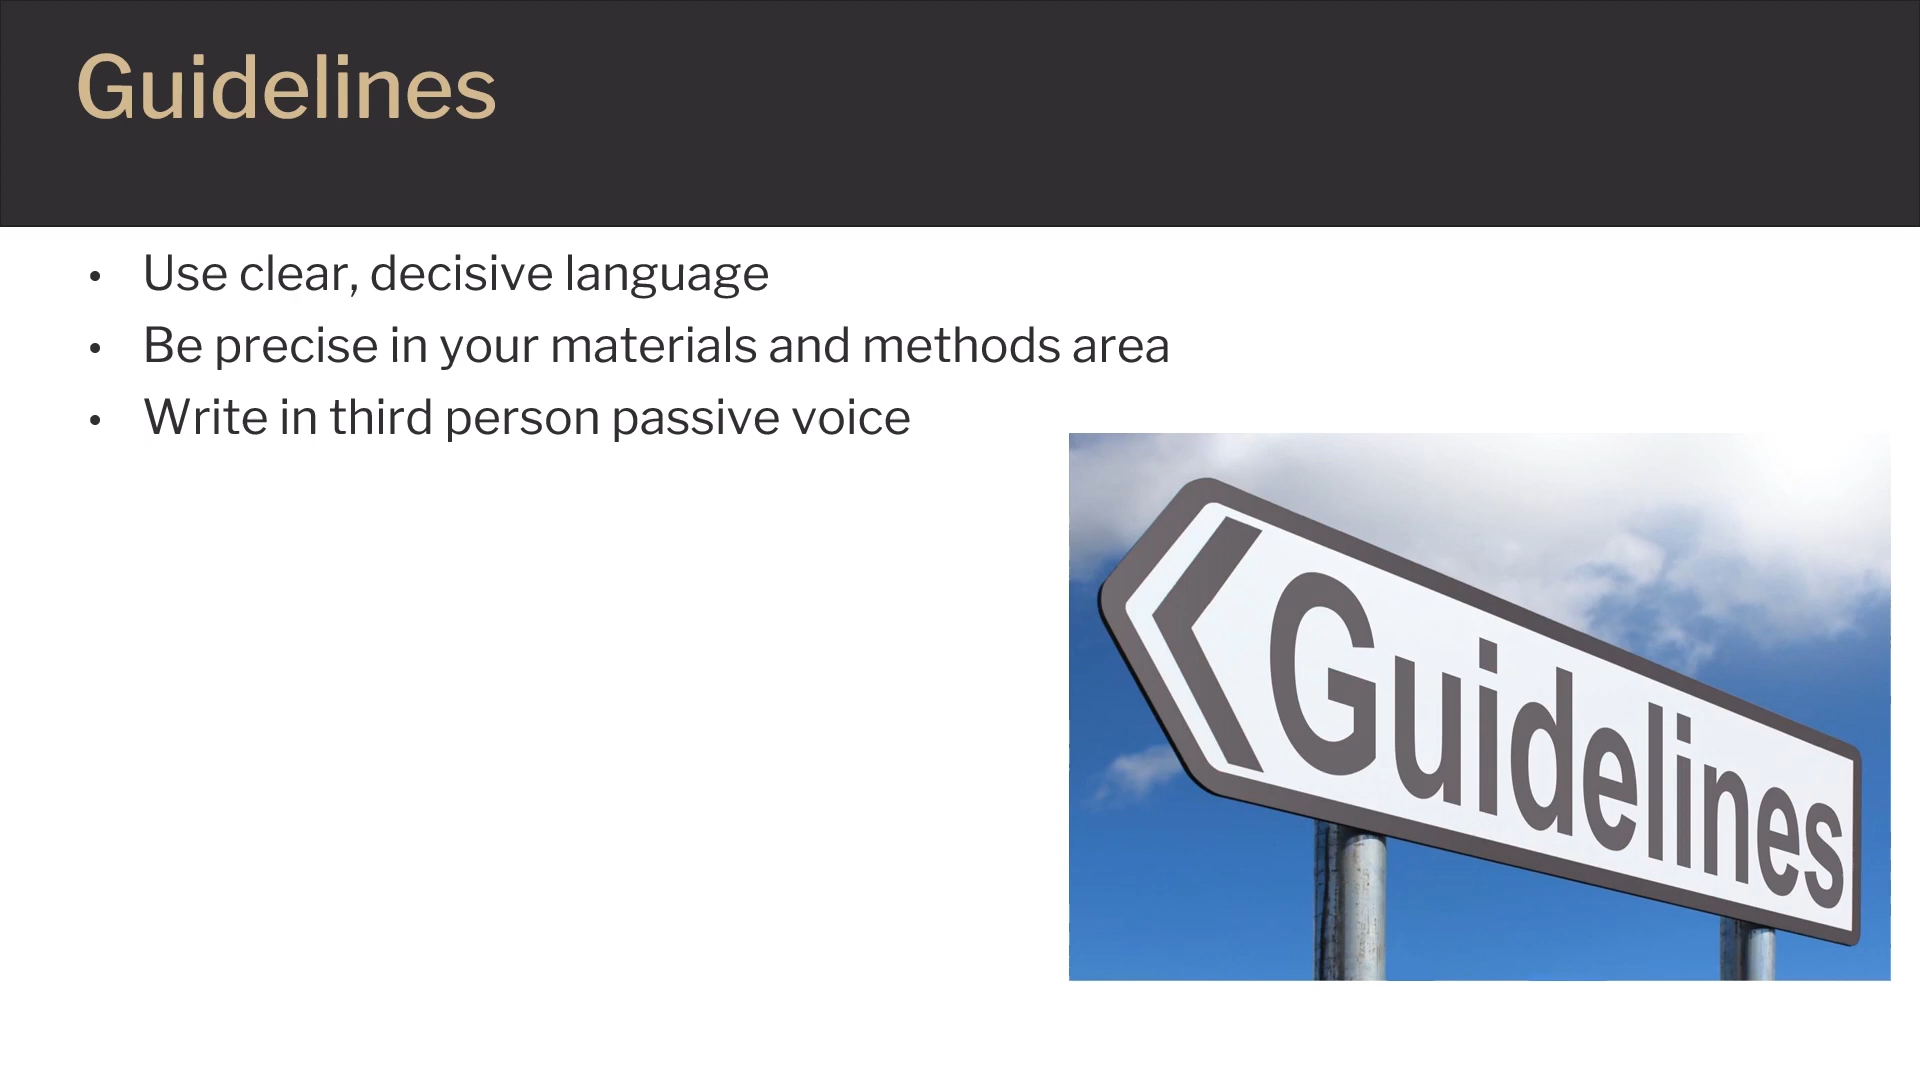 Guidelines
• Use clear, decisive language
• Be precise in your materials and methods area
• Write in third person passive voice
Guidelines